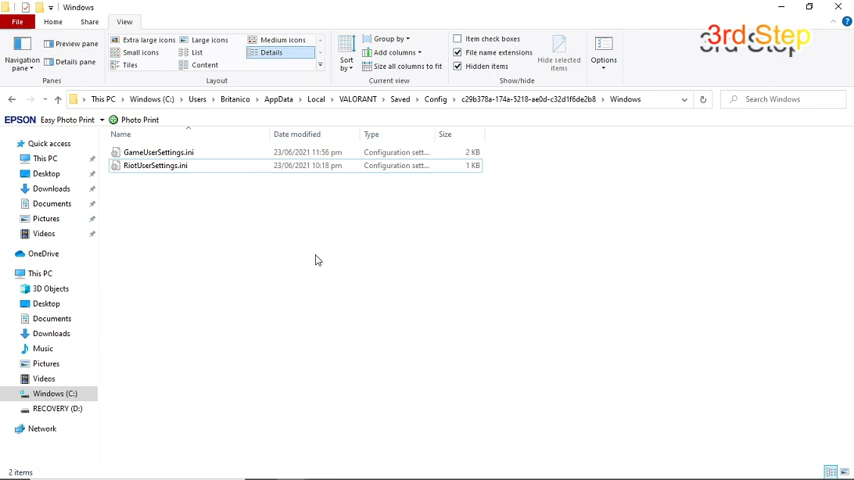 Windows
File Home Share View
Navigation pane
Preview pane
Details pane
Panes
Extra large icons Large icons Medium icons
Small icons List Details
Tiles Content
Layout
Sort by
Group by
Add columns
Size all columns to fit
Current view
Item check boxes
File name extensions
Hidden items
Hide selected items
Show/hide
Options
3rd Step
3rd Step
This PC Windows (C:) Users Britanico AppData Local VALORANT Saved Config c29b378a-174a-5218-ae0d-c32d1f6de2b8 Windows
Search Windows
EPSON Easy Photo Print Photo Print
Name Date modified Type Size
GameUserSettings.ini 23/06/2021 11:56 pm Configuration sett... 2 KB
RiotUserSettings.ini 23/06/2021 10:18 pm Configuration sett... 1 KB
Quick access
This PC
Desktop
Downloads
Documents
Pictures
Videos
OneDrive
This PC
3D Objects
Desktop
Documents
Downloads
Music
Pictures
Videos
Windows (C:)
RECOVERY (D:)
Network
2 items